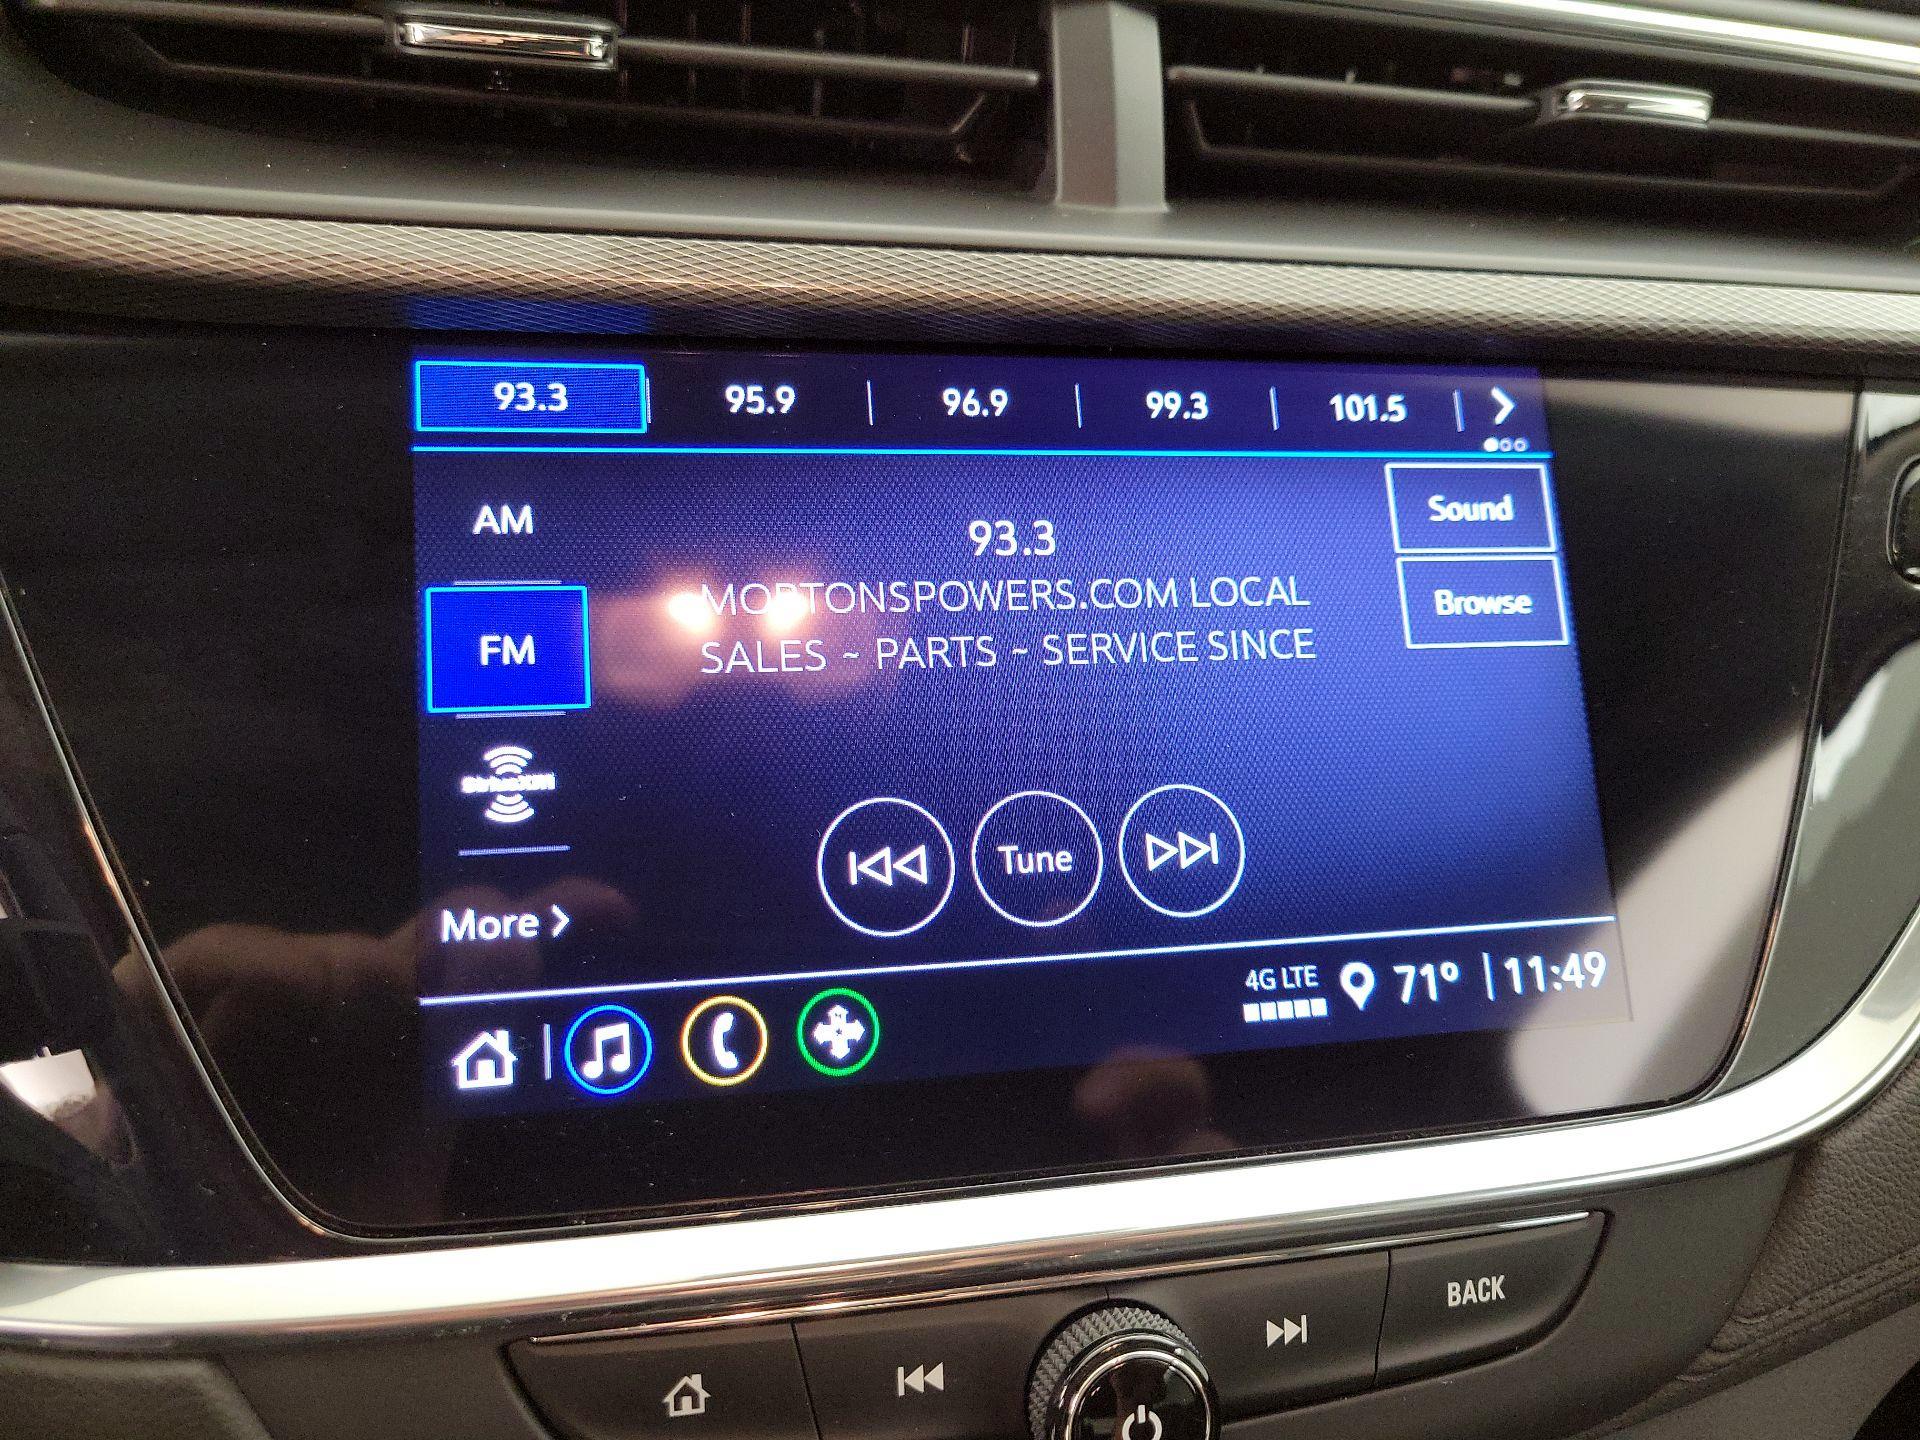 93.3 95.9 96.9 99.3 101.5
AM
Sound
93.3
MORTONSPOWERS.COM LOCAL
Browse
FM
SALES ~ PARTS ~ SERVICE SINCE
Tune
More
4G LTE 71° 11:49
BACK